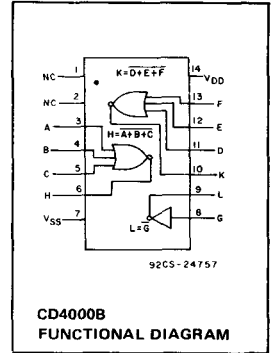 K=D+E+F
H=A+B+C
L=G
NC 1
NC 2
A 3
B 4
C 5
H 6
VSS 7
14 VDD
13 F
12 E
11 D
10 K
9 L
8 G
92CS-24757
CD4000B
FUNCTIONAL DIAGRAM